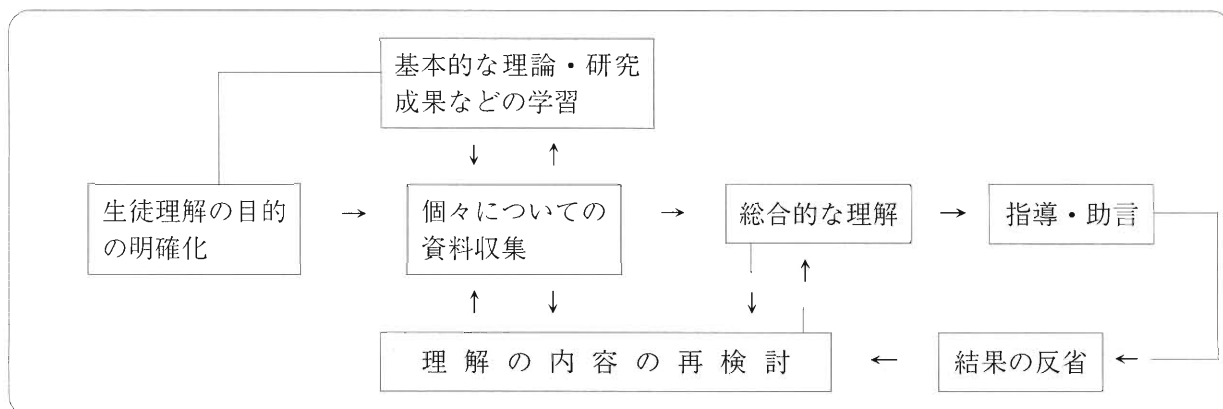 基本的な理論・研究
成果などの学習
生徒理解の目的
の明確化
個々についての
資料収集
総合的な理解
指導・助言
理解の内容の再検討
結果の反省